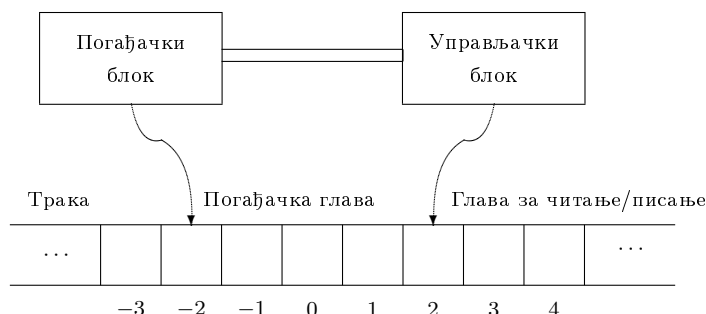 Погађачки
блок
Управљачки
блок
Трака
Погађачка глава
Глава за читање/писање
...
...
−3 −2 −1 0 1 2 3 4